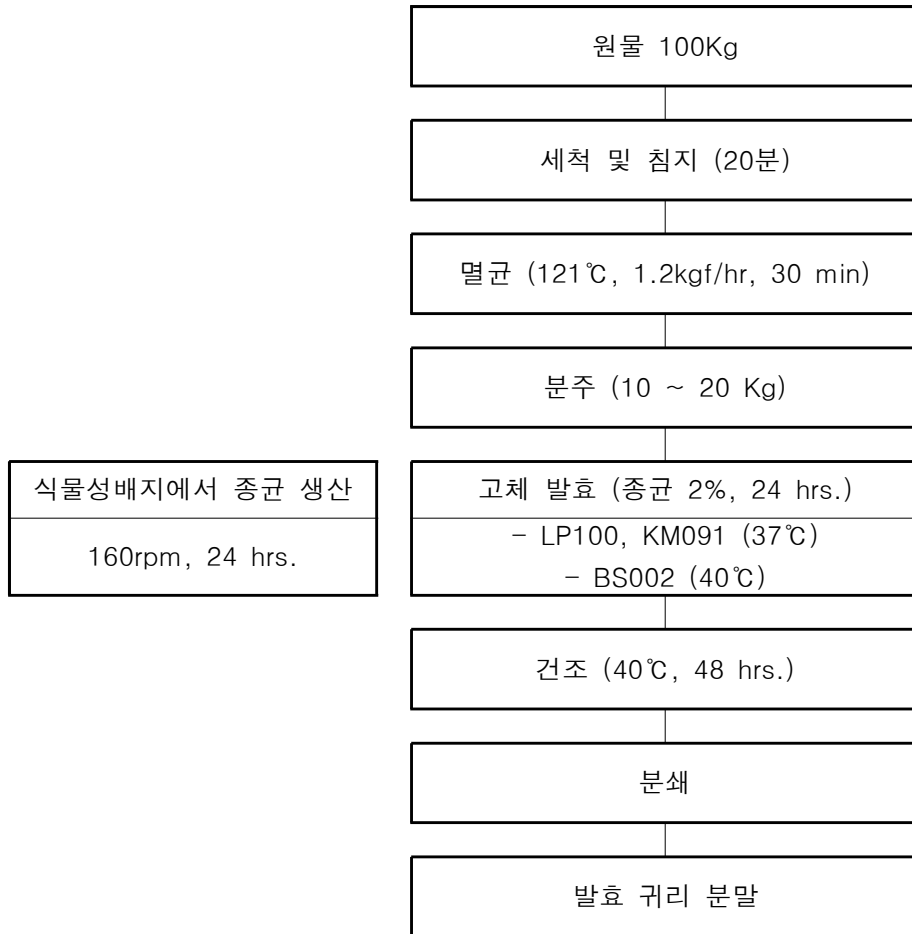 원물 100Kg
세척 및 침지 (20분)
멸균 (121℃, 1.2kgf/hr, 30 min)
분주 (10 ~ 20 Kg)
식물성배지에서 종균 생산
160rpm, 24 hrs.
고체 발효 (종균 2%, 24 hrs.)
- LP100, KM091 (37℃)
- BS002 (40℃)
건조 (40℃, 48 hrs.)
분쇄
발효 귀리 분말